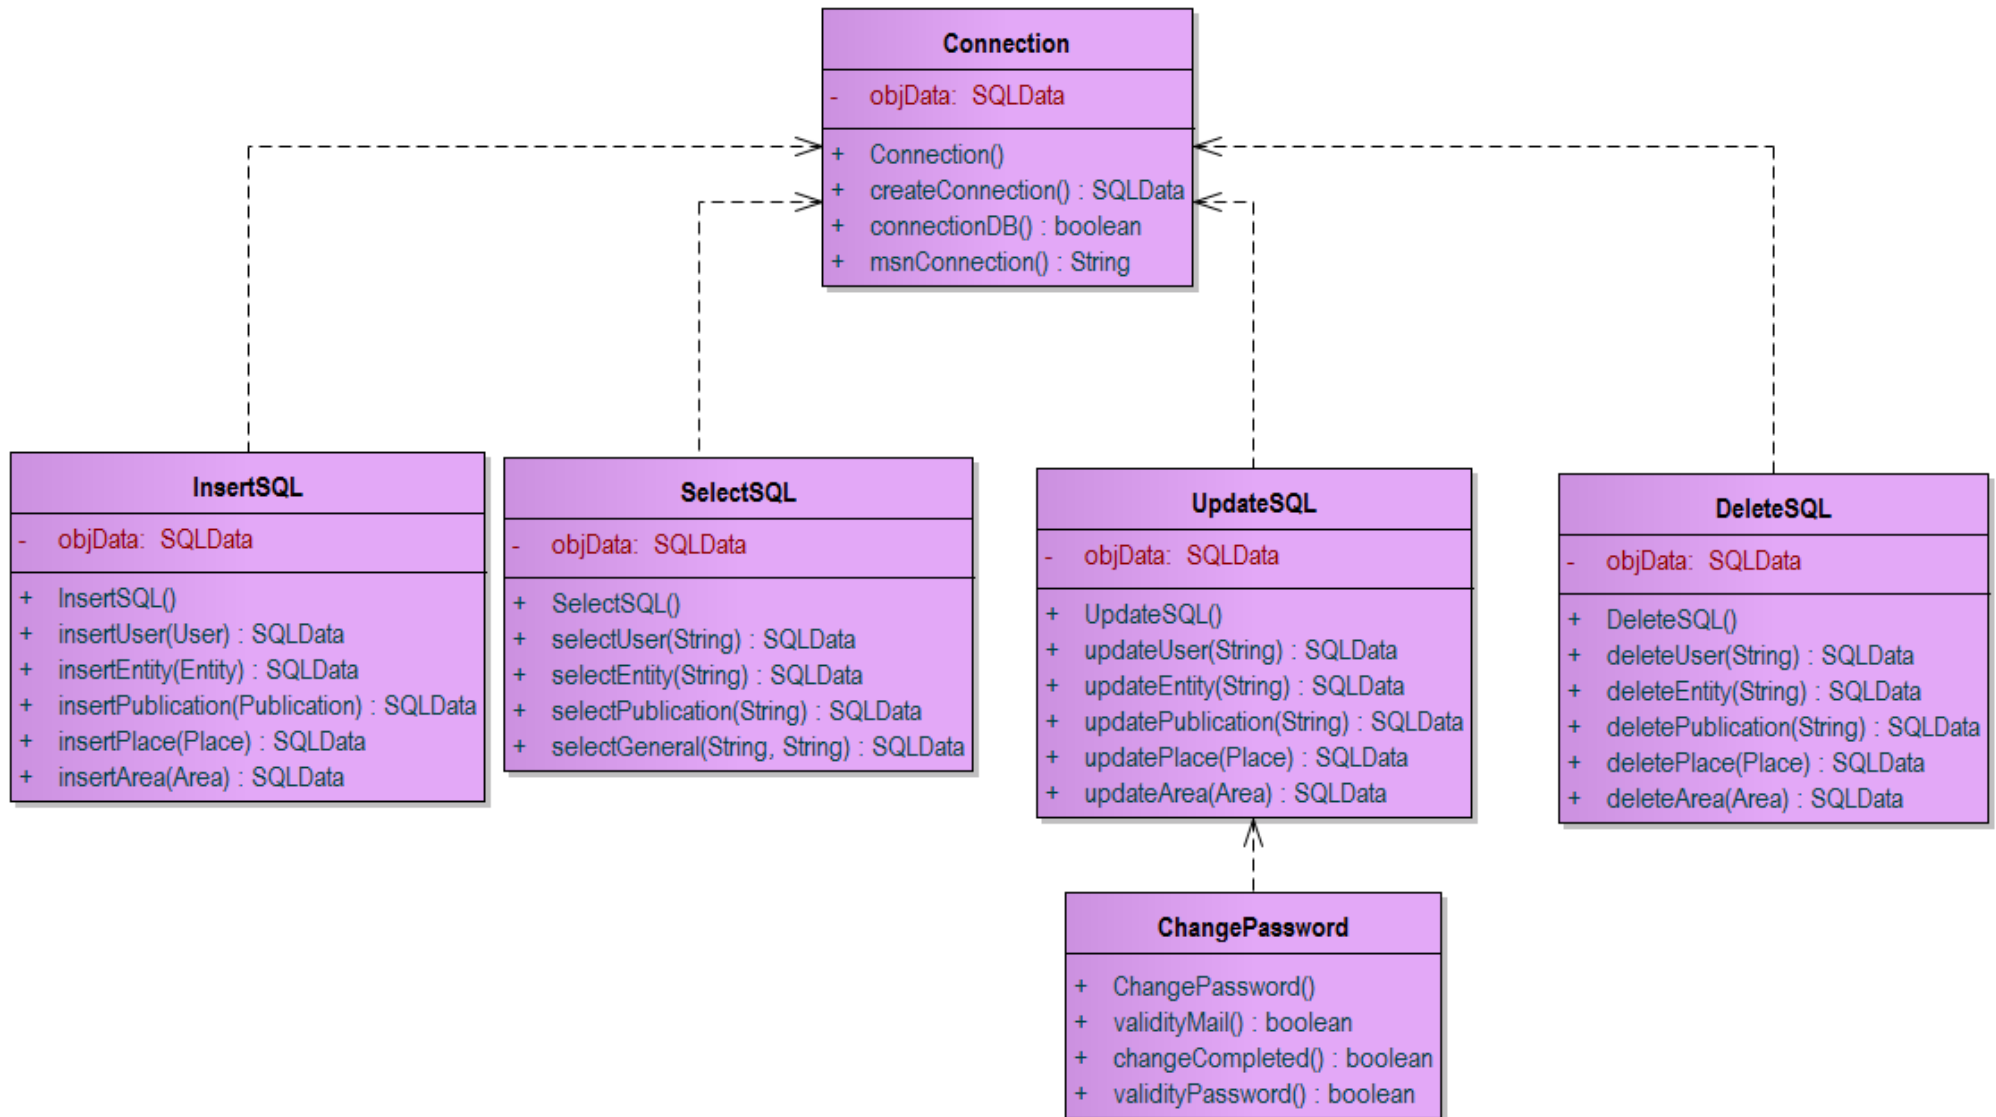 Connection
- objData: SQLData
+ Connection()
+ createConnection() : SQLData
+ connectionDB() : boolean
+ msnConnection() : String
InsertSQL
- objData: SQLData
+ InsertSQL()
+ insertUser(User) : SQLData
+ insertEntity(Entity) : SQLData
+ insertPublication(Publication) : SQLData
+ insertPlace(Place) : SQLData
+ insertArea(Area) : SQLData
SelectSQL
- objData: SQLData
+ SelectSQL()
+ selectUser(String) : SQLData
+ selectEntity(String) : SQLData
+ selectPublication(String) : SQLData
+ selectGeneral(String, String) : SQLData
UpdateSQL
- objData: SQLData
+ UpdateSQL()
+ updateUser(String) : SQLData
+ updateEntity(String) : SQLData
+ updatePublication(String) : SQLData
+ updatePlace(Place) : SQLData
+ updateArea(Area) : SQLData
DeleteSQL
- objData: SQLData
+ DeleteSQL()
+ deleteUser(String) : SQLData
+ deleteEntity(String) : SQLData
+ deletePublication(String) : SQLData
+ deletePlace(Place) : SQLData
+ deleteArea(Area) : SQLData
ChangePassword
+ ChangePassword()
+ validityMail() : boolean
+ changeCompleted() : boolean
+ validityPassword() : boolean